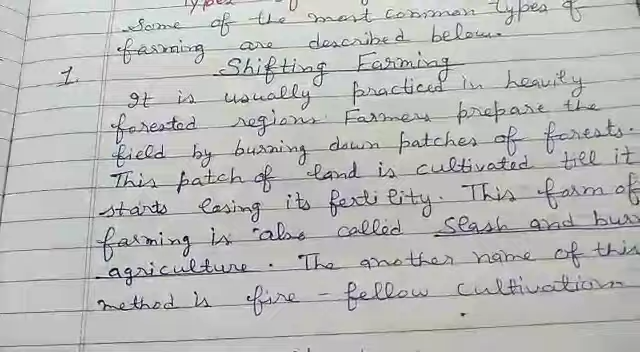 Types
Some of the most common types of
farming are described below.
1. Shifting Farming
It is usually practiced in heavity
forested regions. Farmers prepare the
field by burning down patches of forests.
This patch of land is cultivated till it
starts losing its fertility. This form of
farming is also called Slash and bur
agriculture. The another name of this
method is fire - fellow cultivation